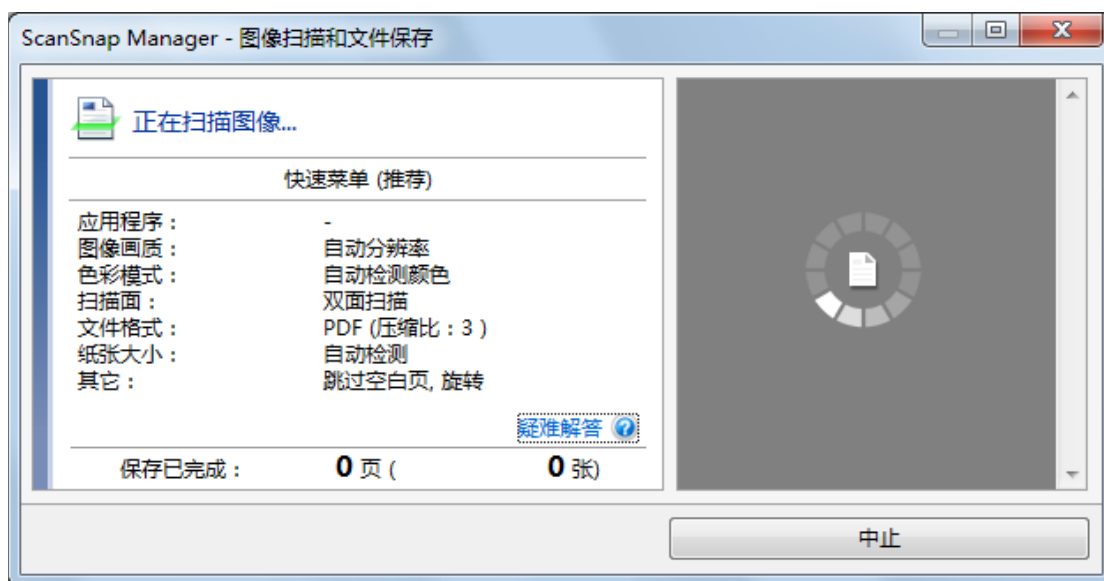 ScanSnap Manager - 图像扫描和文件保存
正在扫描图像...
快速菜单 (推荐)
应用程序： -
图像画质： 自动分辨率
色彩模式： 自动检测颜色
扫描面： 双面扫描
文件格式： PDF (压缩比：3 )
纸张大小： 自动检测
其它： 跳过空白页, 旋转
疑难解答
保存已完成： 0 页 ( 0 张)
中止